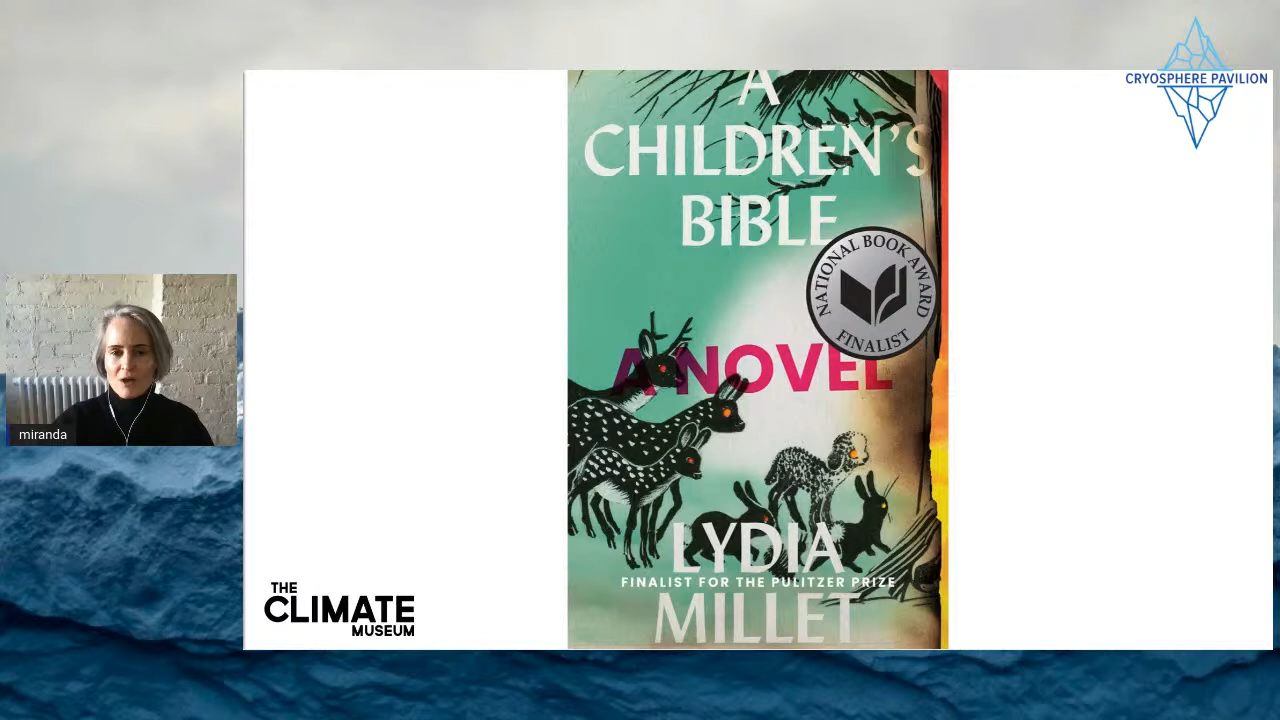 CRYOSPHERE PAVILION
A
CHILDREN'S
BIBLE
NATIONAL BOOK AWARD
FINALIST
A NOVEL
LYDIA
FINALIST FOR THE PULITZER PRIZE
MILLET
miranda
THE
CLIMATE
MUSEUM